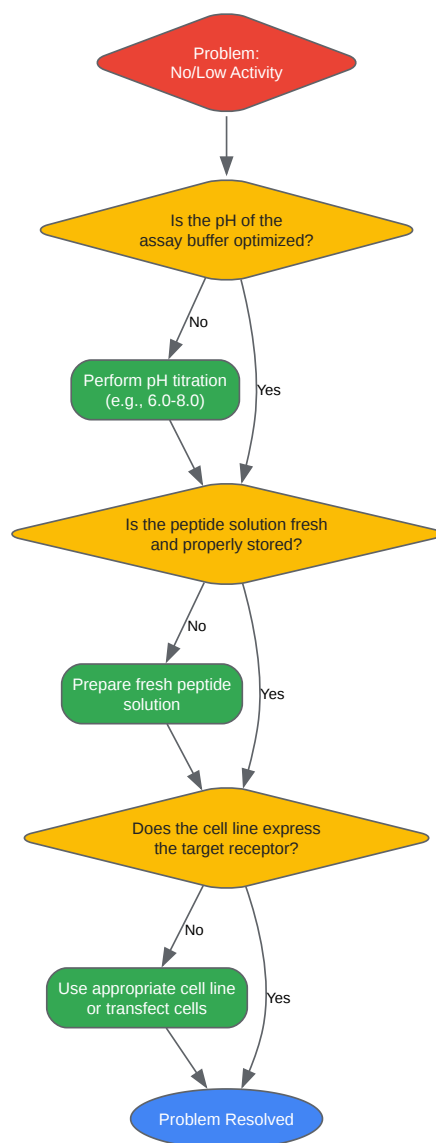 Problem:
No/Low Activity
Is the pH of the
assay buffer optimized?
No
Perform pH titration
(e.g., 6.0-8.0)
Yes
Is the peptide solution fresh
and properly stored?
No
Prepare fresh peptide
solution
Yes
Does the cell line express
the target receptor?
No
Use appropriate cell line
or transfect cells
Yes
Problem Resolved